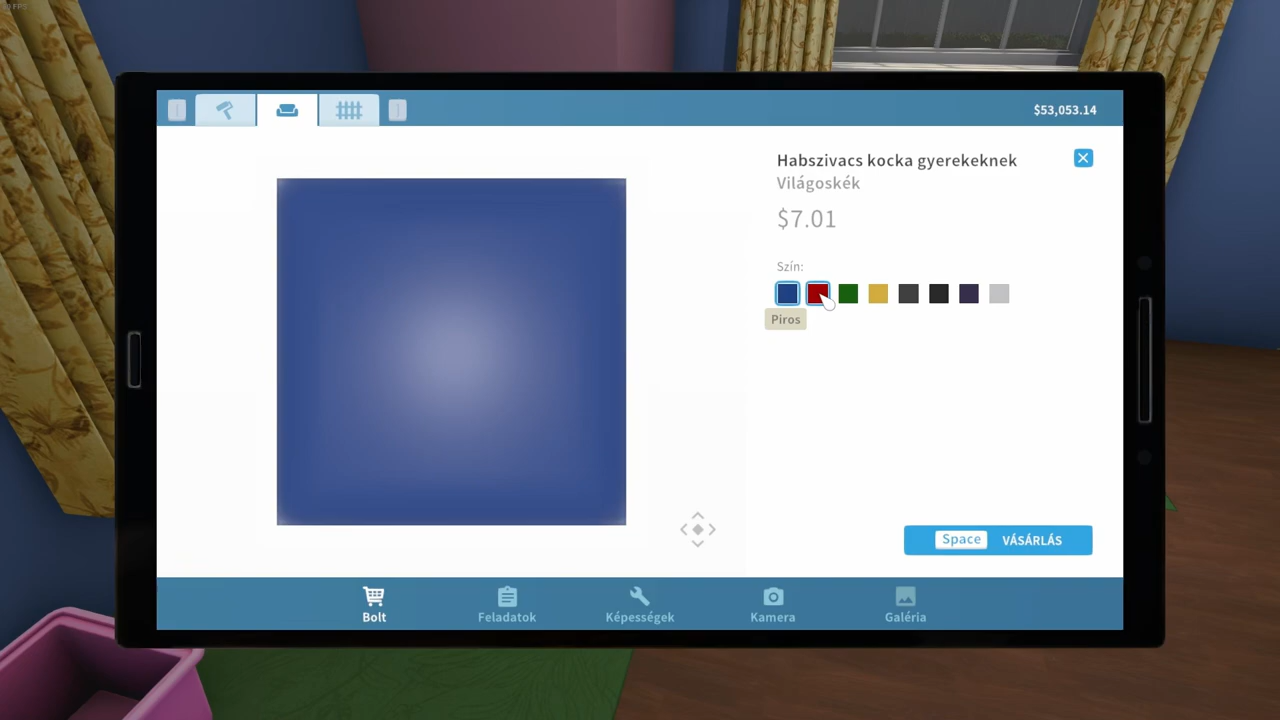 $53,053.14
Habszivacs kocka gyerekeknek
Világoskék
$7.01
Szín:
Piros
Space VÁSÁRLÁS
Bolt
Feladatok
Képességek
Kamera
Galéria